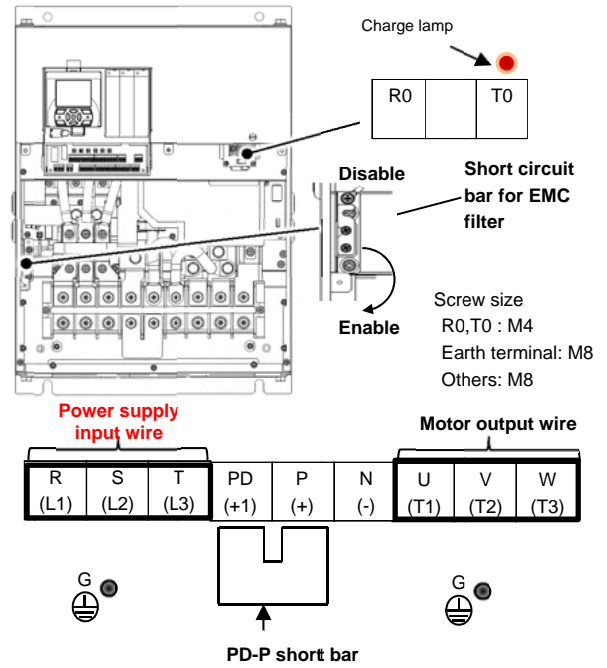 Charge lamp
R0 T0
Disable
Short circuit
bar for EMC
filter
Enable
Screw size
R0,T0 : M4
Earth terminal: M8
Others: M8
Power supply
input wire
Motor output wire
R S T PD P N U V W
(L1) (L2) (L3) (+1) (+) (-) (T1) (T2) (T3)
G G
PD-P short bar